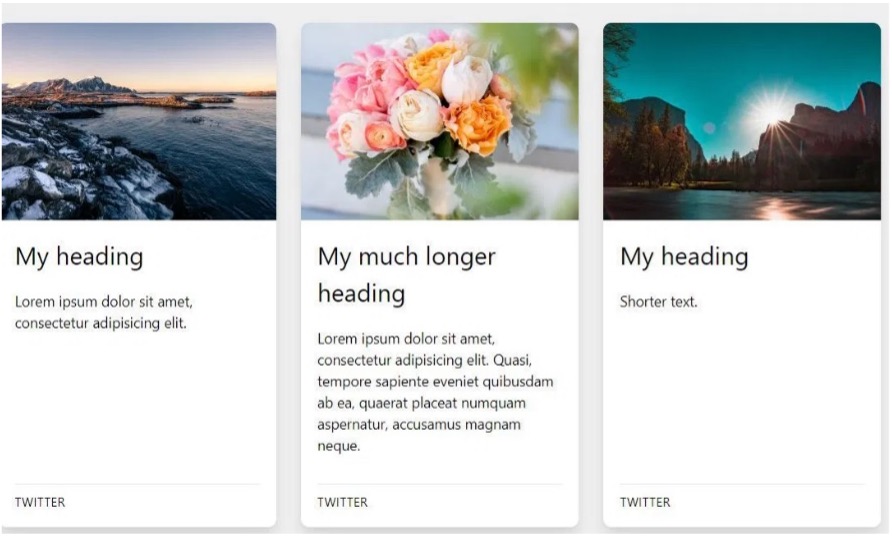 My heading
Lorem ipsum dolor sit amet,
consectetur adipisicing elit.
TWITTER
My much longer
heading
Lorem ipsum dolor sit amet,
consectetur adipisicing elit. Quasi,
tempore sapiente eveniet quibusdam
ab ea, quaerat placeat numquam
aspernatur, accusamus magnam
neque.
TWITTER
My heading
Shorter text.
TWITTER